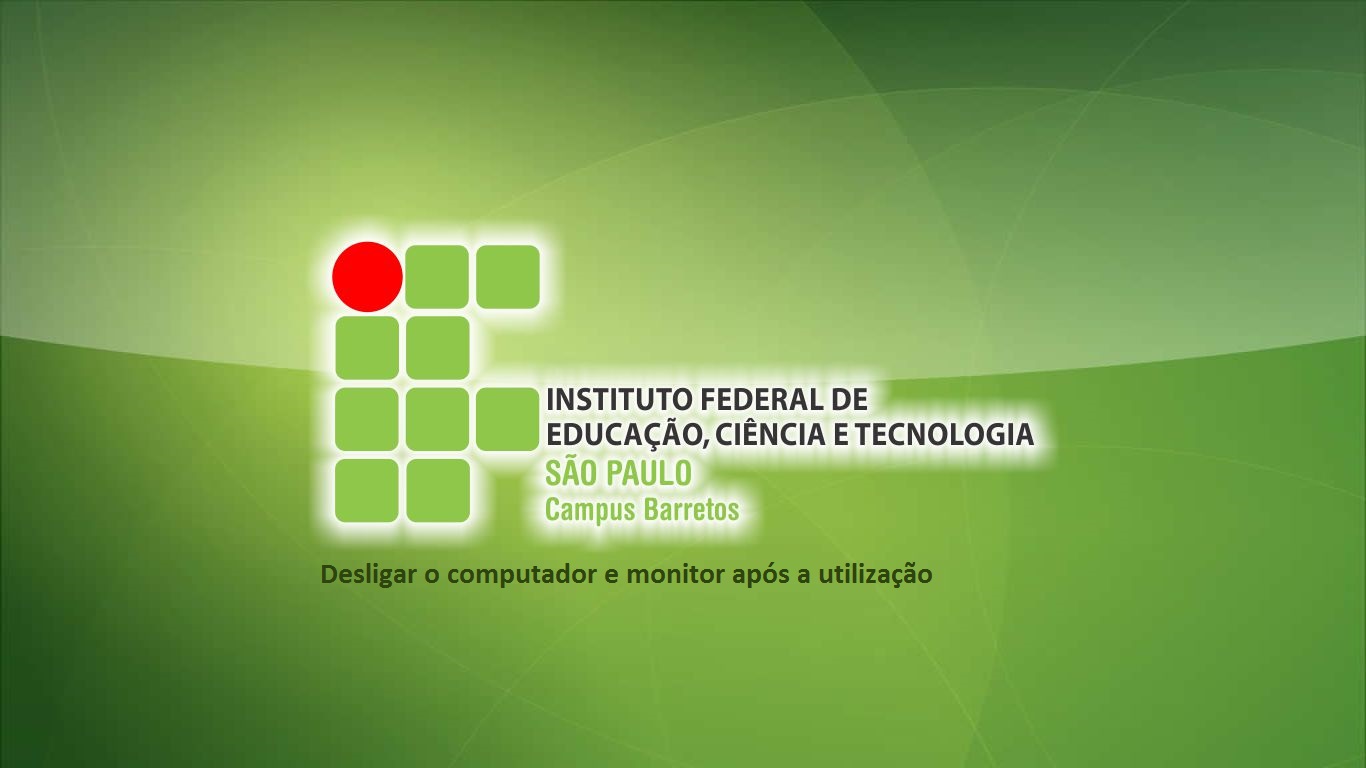 INSTITUTO FEDERAL DE
EDUCAÇÃO, CIÊNCIA E TECNOLOGIA
SÃO PAULO
Campus Barretos
Desligar o computador e monitor após a utilização